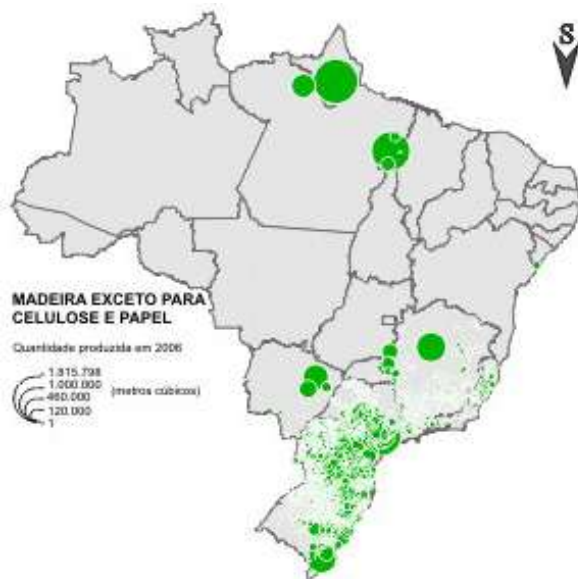 S
MADEIRA EXCETO PARA
CELULOSE E PAPEL
Quantidade produzida em 2006
1.815.798
1.000.000
(metros cúbicos)
460.000
120.000
1